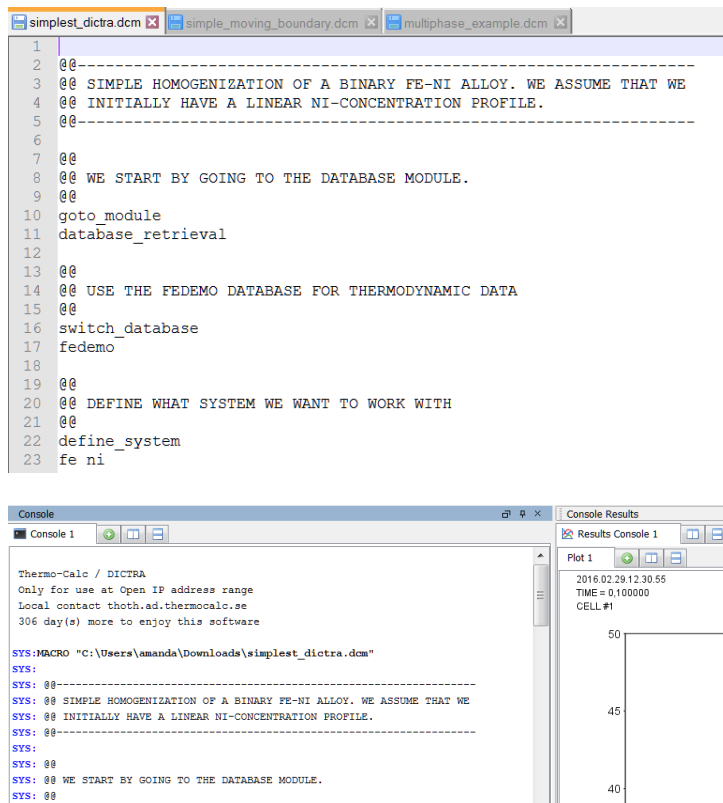 simplest_dictra.dcm simple_moving_boundary.dcm multiphase_example.dcm
1
2 @@-----------------------------------------------------------------------
3 @@ SIMPLE HOMOGENIZATION OF A BINARY FE-NI ALLOY. WE ASSUME THAT WE
4 @@ INITIALLY HAVE A LINEAR NI-CONCENTRATION PROFILE.
5 @@-----------------------------------------------------------------------
6
7 @@
8 @@ WE START BY GOING TO THE DATABASE MODULE.
9 @@
10 goto_module
11 database_retrieval
12
13 @@
14 @@ USE THE FEDEMO DATABASE FOR THERMODYNAMIC DATA
15 @@
16 switch_database
17 fedemo
18
19 @@
20 @@ DEFINE WHAT SYSTEM WE WANT TO WORK WITH
21 @@
22 define_system
23 fe ni
Console
Console 1
Thermo-Calc / DICTRA
Only for use at Open IP address range
Local contact thoth.ad.thermocalc.se
306 day(s) more to enjoy this software
SYS:MACRO "C:\Users\amanda\Downloads\simplest_dictra.dcm"
SYS:
SYS: @@-----------------------------------------------------------------------
SYS: @@ SIMPLE HOMOGENIZATION OF A BINARY FE-NI ALLOY. WE ASSUME THAT WE
SYS: @@ INITIALLY HAVE A LINEAR NI-CONCENTRATION PROFILE.
SYS: @@-----------------------------------------------------------------------
SYS:
SYS: @@
SYS: @@ WE START BY GOING TO THE DATABASE MODULE.
SYS: @@
Console Results
Results Console 1
Plot 1
2016.02.29.12.30.55
TIME = 0,100000
CELL #1
50
45
40